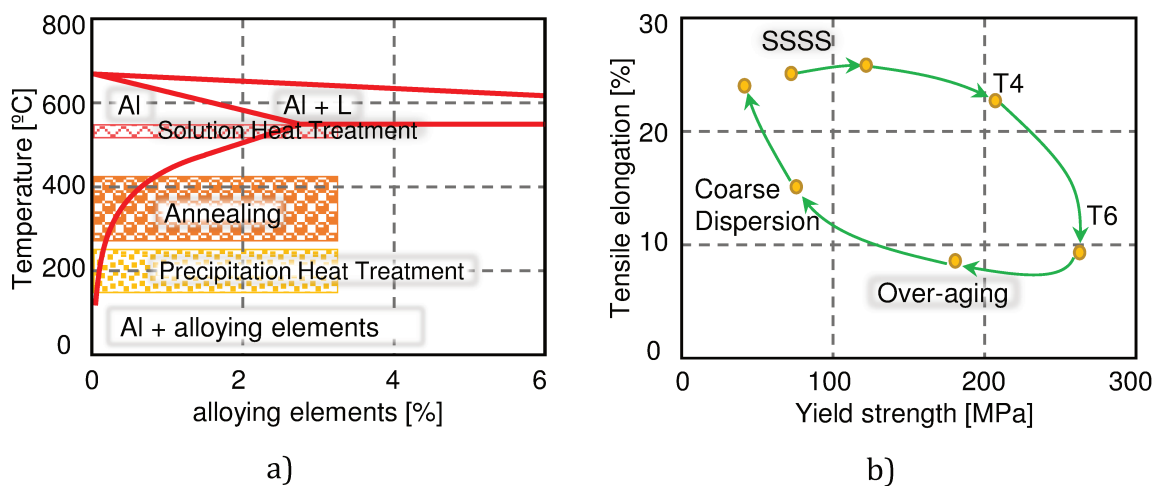 800
600
400
200
0
Temperature [ºC]
Al
Al + L
Solution Heat Treatment
Annealing
Precipitation Heat Treatment
Al + alloying elements
0
2
4
6
alloying elements [%]
a)
30
20
10
0
Tensile elongation [%]
SSSS
T4
T6
Coarse
Dispersion
Over-aging
0
100
200
300
Yield strength [MPa]
b)